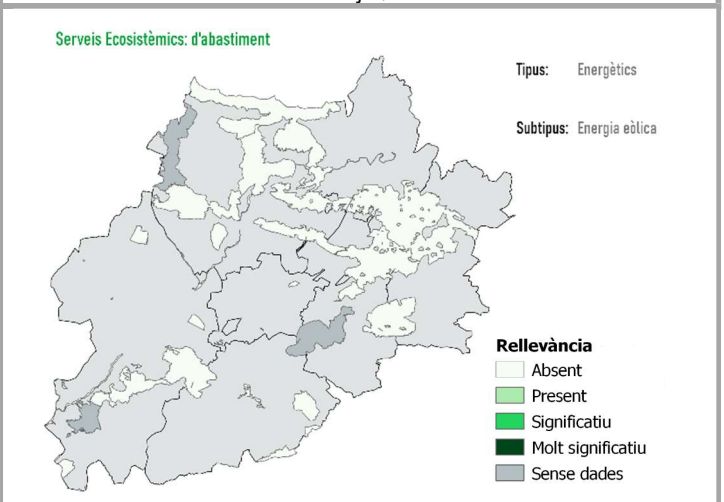 Serveis Ecosistèmics: d'abastiment
Tipus: Energètics
Subtipus: Energia eòlica
Rellevància
Absent
Present
Significatiu
Molt significatiu
Sense dades